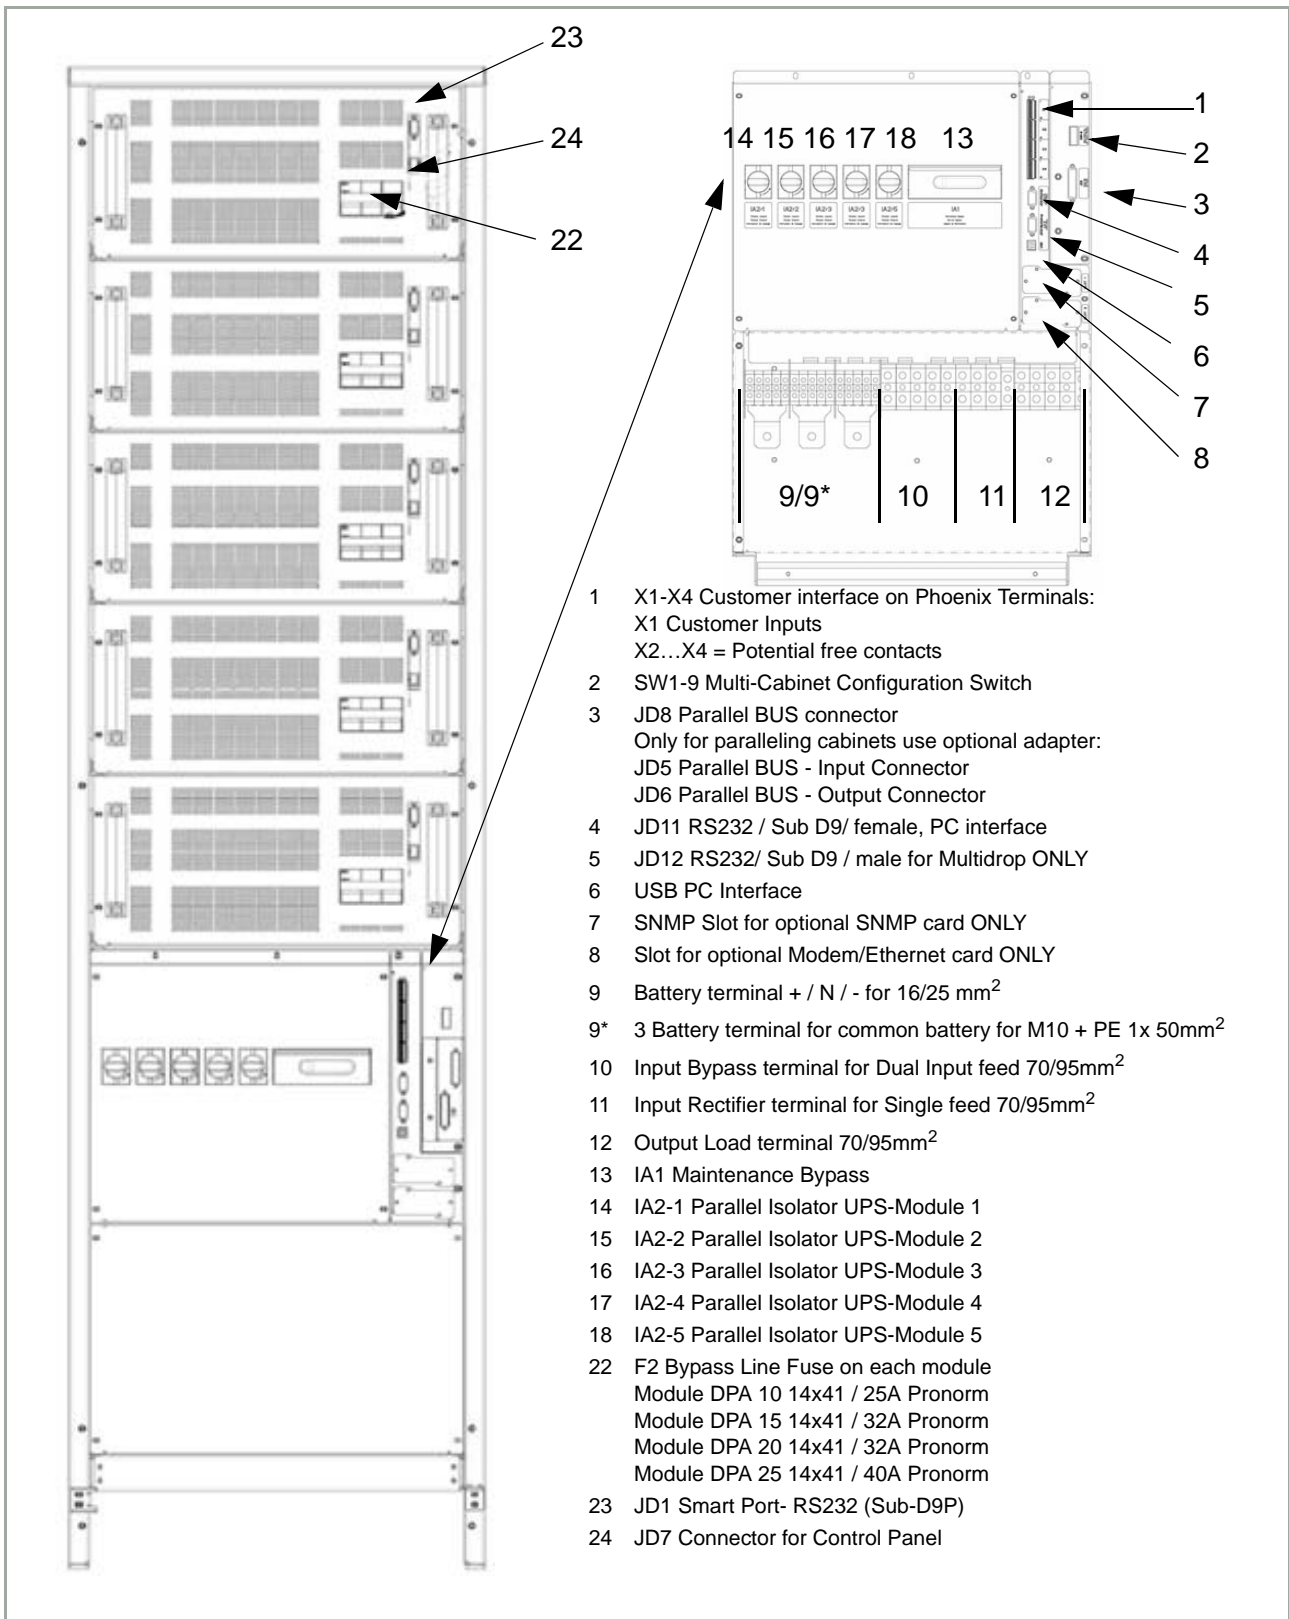 23
24
22
1
2
3
4
5
6
7
8
14 15 16 17 18 13
IA2-1 IA2-2 IA2-3 IA2-3 IA2-5 IA1
9/9* 10 11 12
1 X1-X4 Customer interface on Phoenix Terminals:
X1 Customer Inputs
X2…X4 = Potential free contacts
2 SW1-9 Multi-Cabinet Configuration Switch
3 JD8 Parallel BUS connector
Only for paralleling cabinets use optional adapter:
JD5 Parallel BUS - Input Connector
JD6 Parallel BUS - Output Connector
4 JD11 RS232 / Sub D9/ female, PC interface
5 JD12 RS232/ Sub D9 / male for Multidrop ONLY
6 USB PC Interface
7 SNMP Slot for optional SNMP card ONLY
8 Slot for optional Modem/Ethernet card ONLY
9 Battery terminal + / N / - for 16/25 mm²
9* 3 Battery terminal for common battery for M10 + PE 1x 50mm²
10 Input Bypass terminal for Dual Input feed 70/95mm²
11 Input Rectifier terminal for Single feed 70/95mm²
12 Output Load terminal 70/95mm²
13 IA1 Maintenance Bypass
14 IA2-1 Parallel Isolator UPS-Module 1
15 IA2-2 Parallel Isolator UPS-Module 2
16 IA2-3 Parallel Isolator UPS-Module 3
17 IA2-4 Parallel Isolator UPS-Module 4
18 IA2-5 Parallel Isolator UPS-Module 5
22 F2 Bypass Line Fuse on each module
Module DPA 10 14x41 / 25A Pronorm
Module DPA 15 14x41 / 32A Pronorm
Module DPA 20 14x41 / 32A Pronorm
Module DPA 25 14x41 / 40A Pronorm
23 JD1 Smart Port- RS232 (Sub-D9P)
24 JD7 Connector for Control Panel